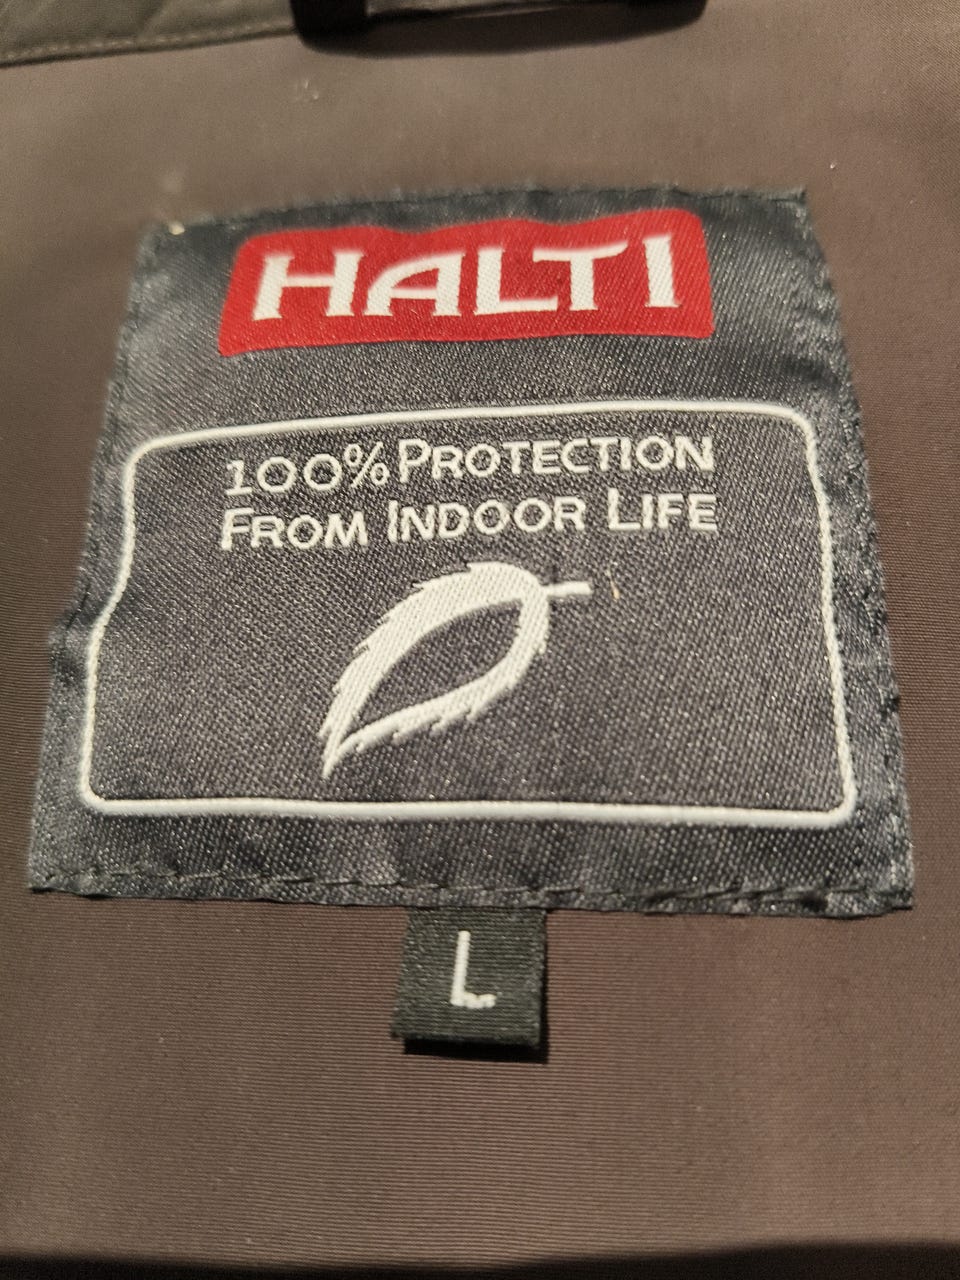 HALTI
100% PROTECTION
FROM INDOOR LIFE
L